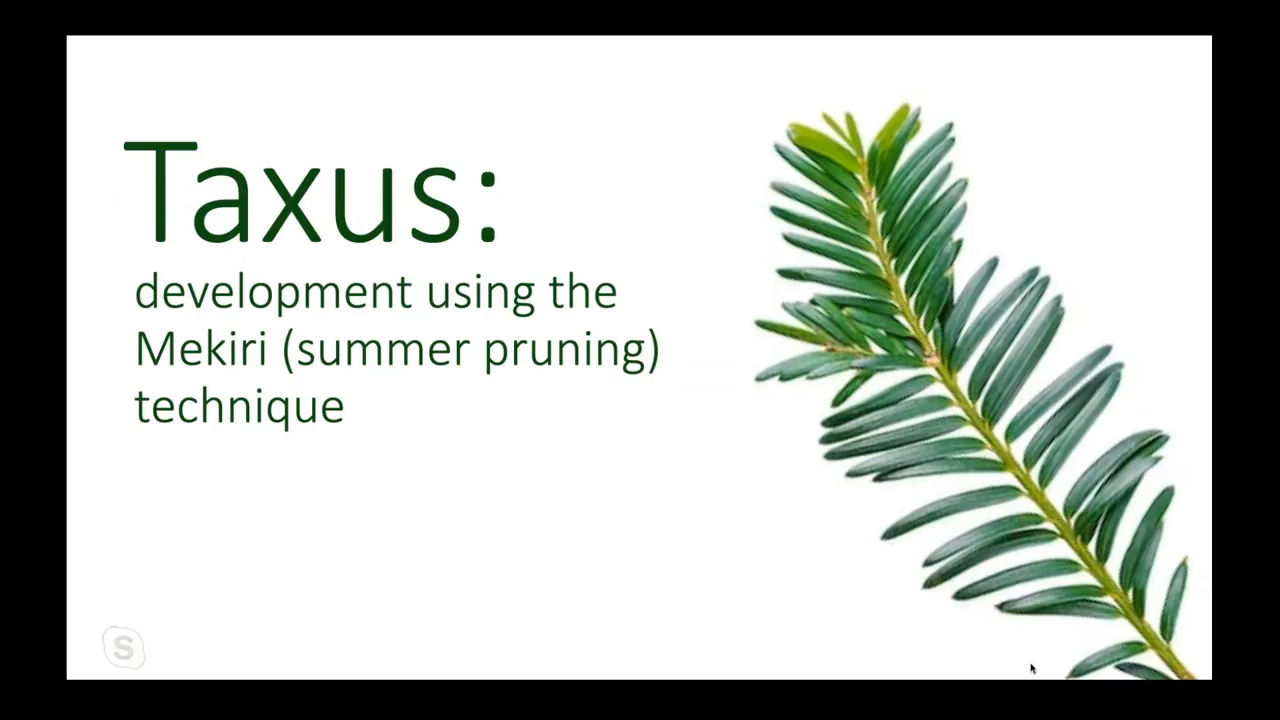 Taxus:
development using the
Mekiri (summer pruning)
technique
S